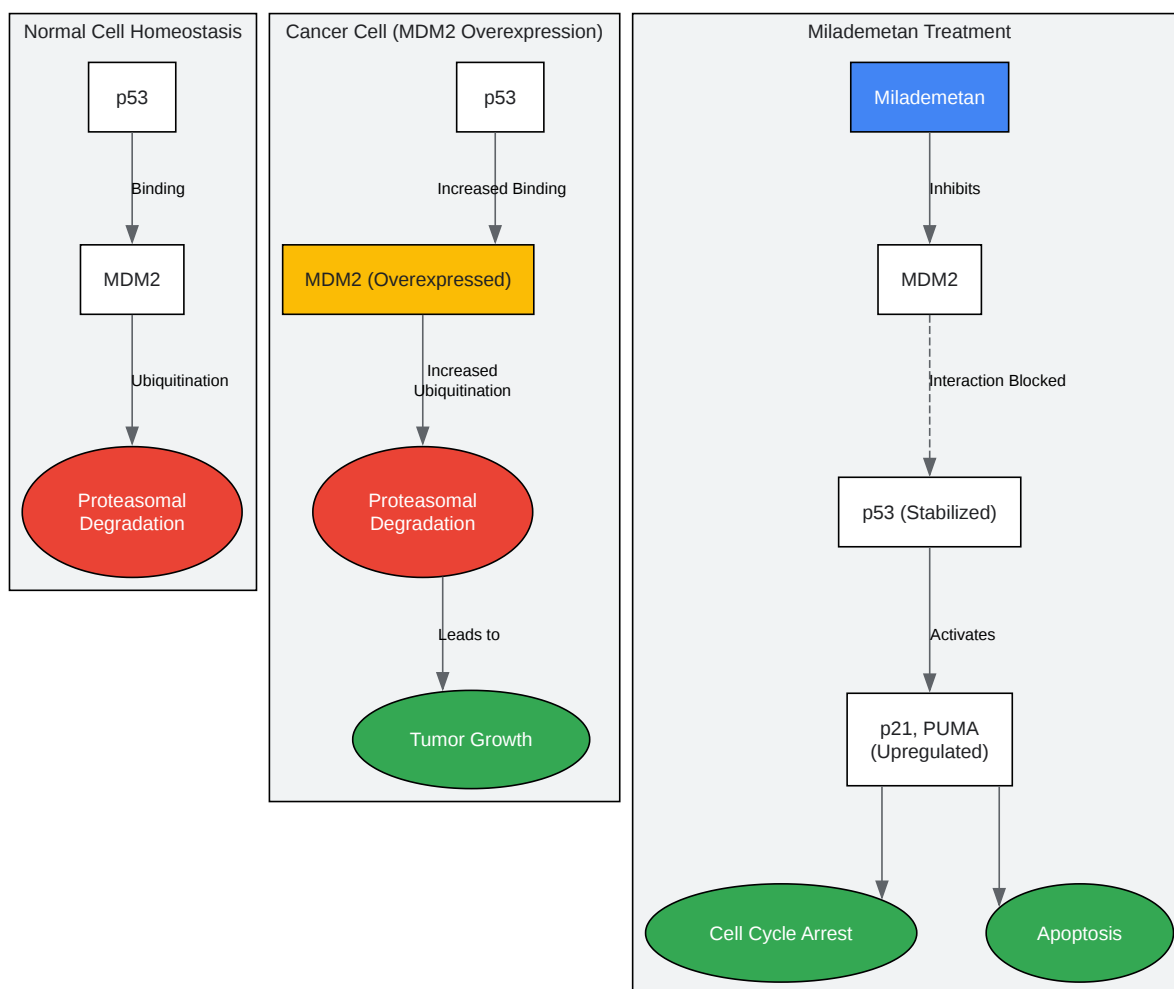 Normal Cell Homeostasis
p53
Binding
MDM2
Ubiquitination
Proteasomal
Degradation
Cancer Cell (MDM2 Overexpression)
p53
Increased Binding
MDM2 (Overexpressed)
Increased
Ubiquitination
Proteasomal
Degradation
Leads to
Tumor Growth
Milademetan Treatment
Milademetan
Inhibits
MDM2
Interaction Blocked
p53 (Stabilized)
Activates
p21, PUMA
(Upregulated)
Cell Cycle Arrest
Apoptosis